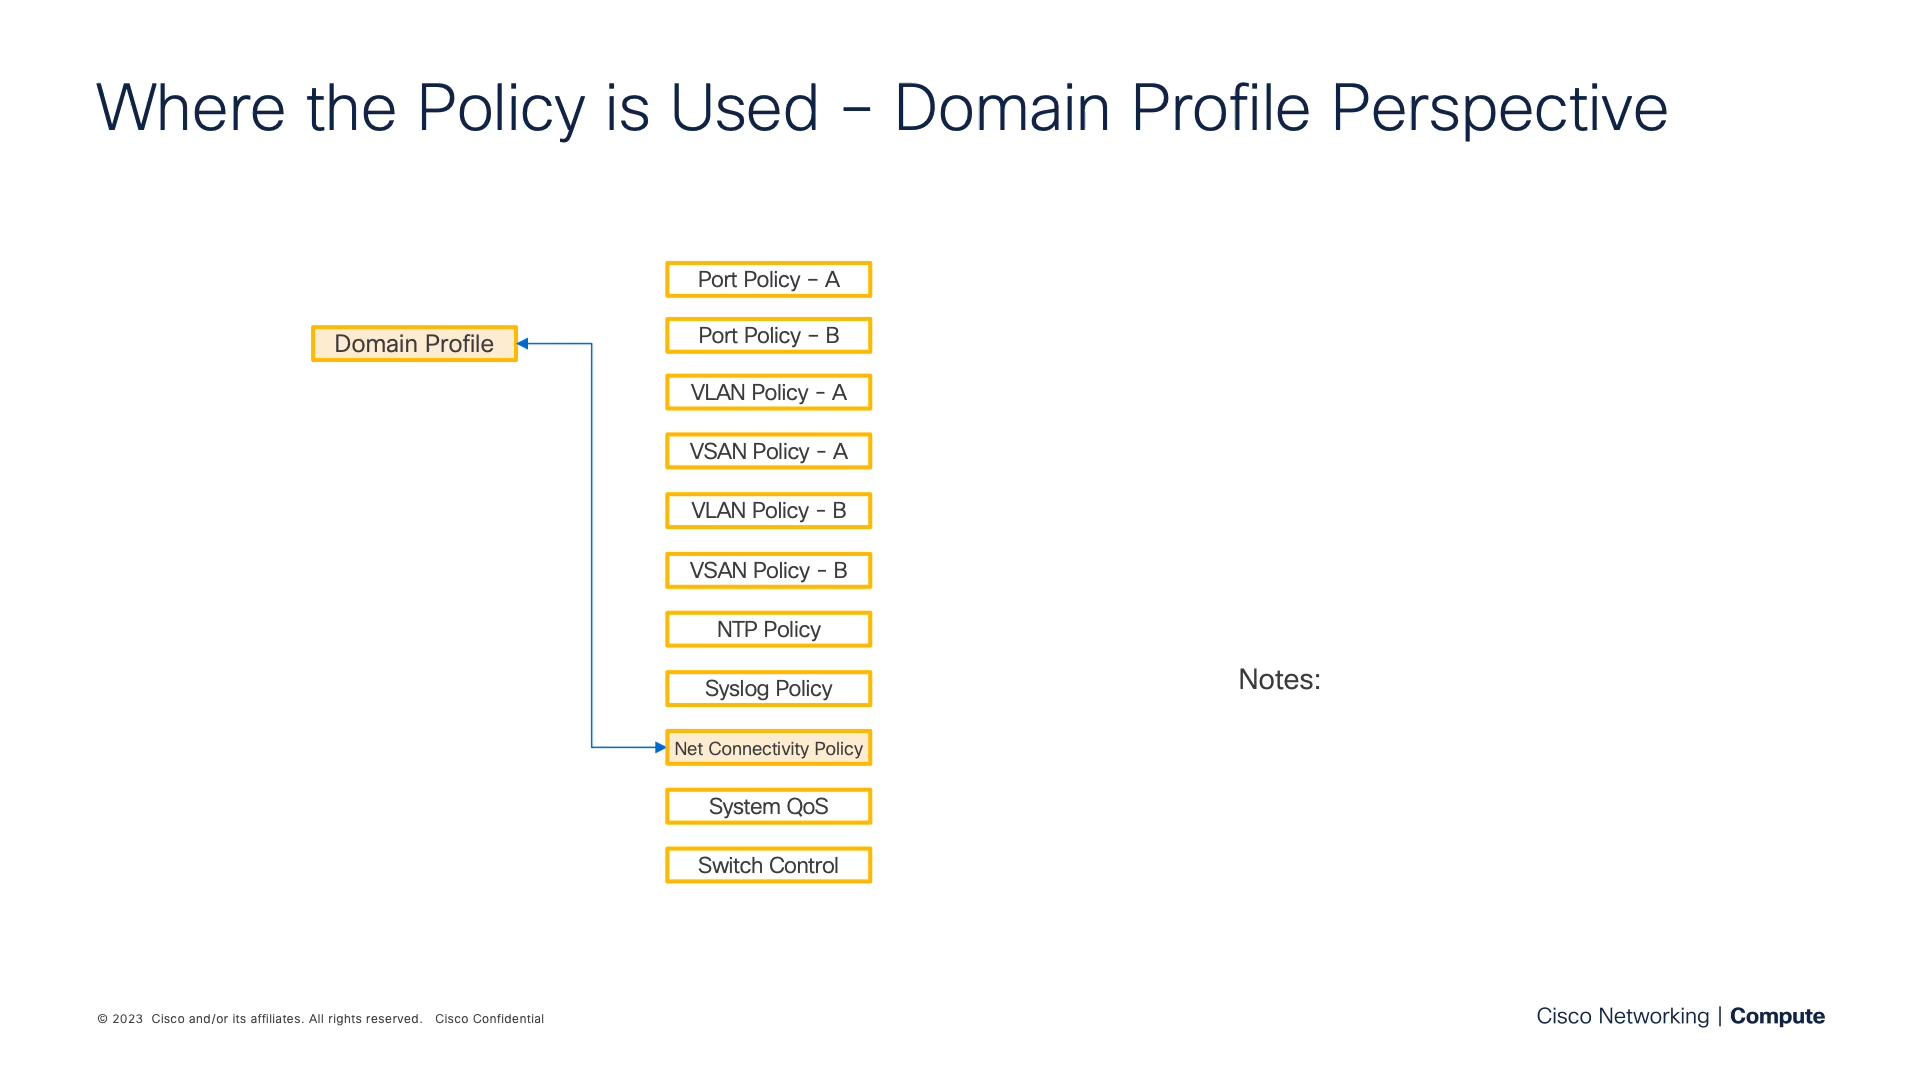 Where the Policy is Used – Domain Profile Perspective
Port Policy – A
Domain Profile
Port Policy – B
VLAN Policy - A
VSAN Policy - A
VLAN Policy - B
VSAN Policy - B
NTP Policy
Syslog Policy
Net Connectivity Policy
System QoS
Switch Control
Notes:
© 2023 Cisco and/or its affiliates. All rights reserved. Cisco Confidential
Cisco Networking | Compute